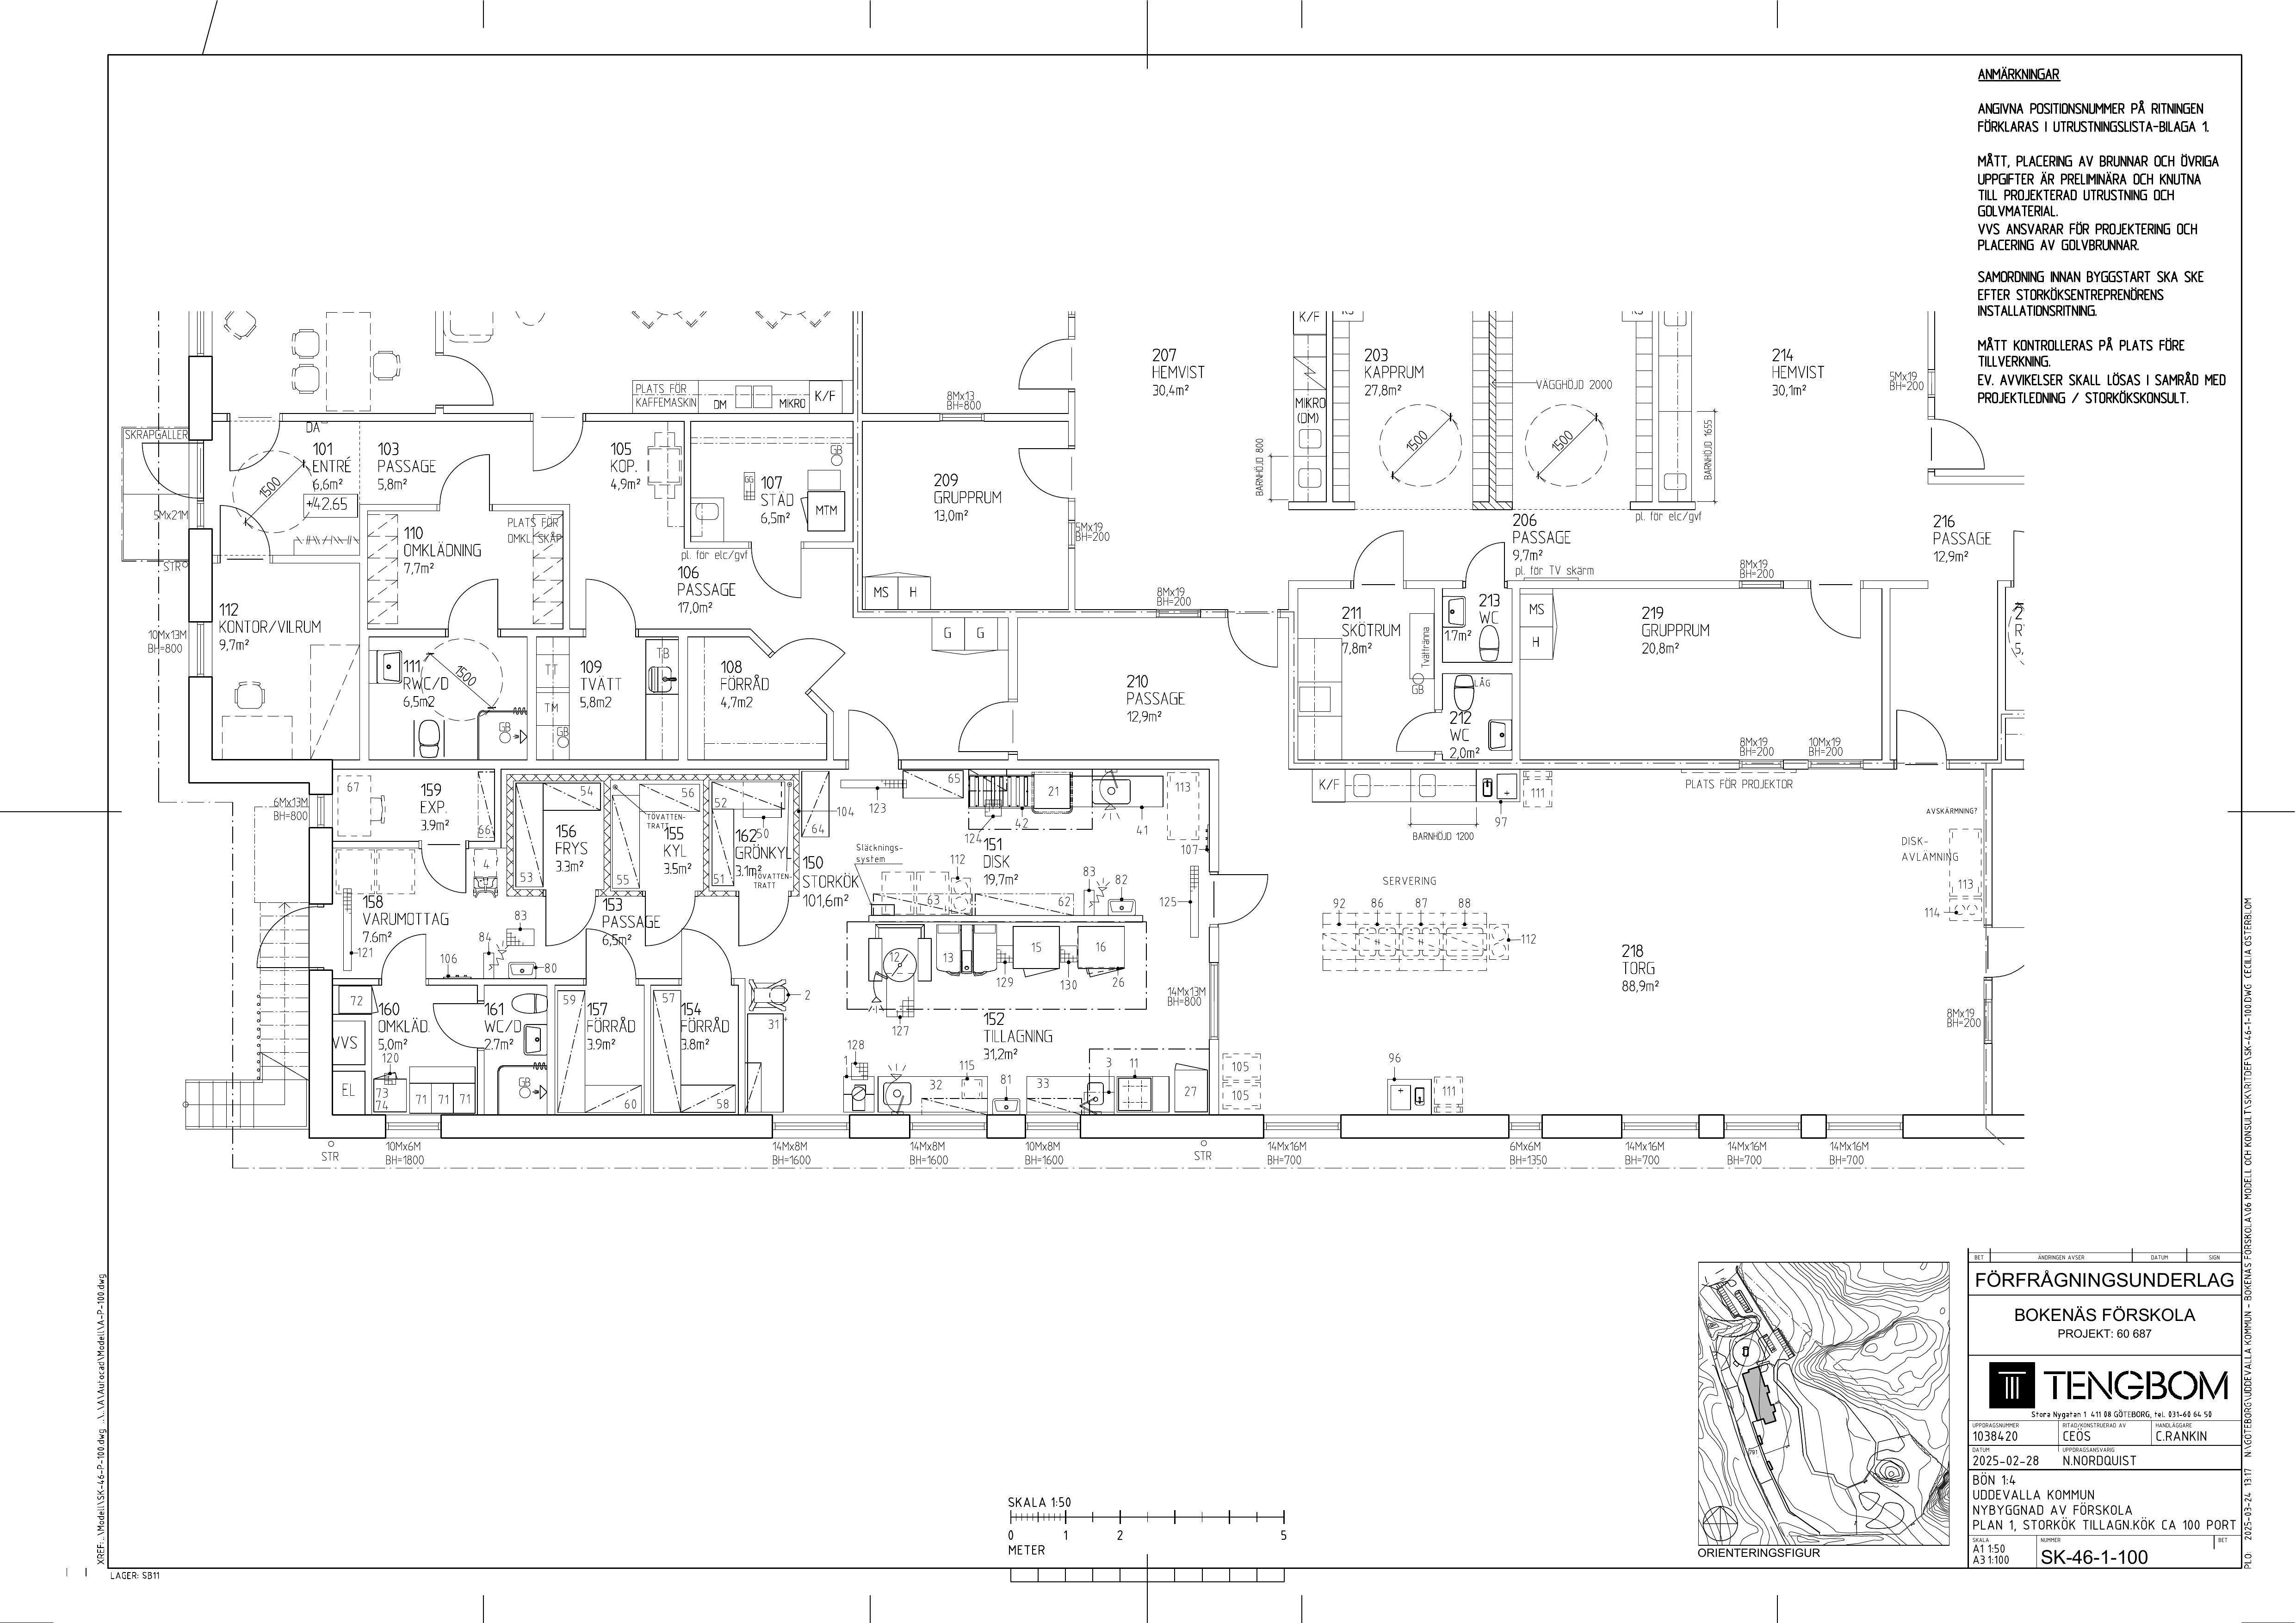 ANMÄRKNINGAR
ANGIVNA POSITIONSNUMMER PÅ RITNINGEN
FÖRKLARAS I UTRUSTNINGSLISTA-BILAGA 1.
MÅTT, PLACERING AV BRUNNAR OCH ÖVRIGA
UPPGIFTER ÄR PRELIMINÄRA OCH KNUTNA
TILL PROJEKTERAD UTRUSTNING OCH
GOLVMATERIAL.
VVS ANSVARAR FÖR PROJEKTERING OCH
PLACERING AV GOLVBRUNNAR.
SAMORDNING INNAN BYGGSTART SKA SKE
EFTER STORKÖKSENTREPRENÖRENS
INSTALLATIONSRITNING.
MÅTT KONTROLLERAS PÅ PLATS FÖRE
TILLVERKNING.
EV. AVVIKELSER SKALL LÖSAS I SAMRÅD MED
PROJEKTLEDNING / STORKÖKSKONSULT.
PLATS FÖR
KAFFEMASKIN
DM
MIKRO
K/F
8Mx13
BH=800
207
HEMVIST
30,4m²
K/F
MIKRO
(DM)
203
KAPPRUM
27,8m²
VÄGGHÖJD 2000
1500
1500
BARNHÖJD 800
BARNHÖJD 1655
214
HEMVIST
30,1m²
5Mx19
BH=200
SKRAPGALLER
DA
101
ENTRÉ
6,6m²
+42.65
1500
103
PASSAGE
5,8m²
105
KOP.
4,9m²
GG
GB
107
STÄD
6,5m²
MTM
209
GRUPPRUM
13,0m²
5Mx19
BH=200
5Mx21M
STR
110
OMKLÄDNING
7,7m²
PLATS FÖR
OMKL. SKÅP
pl. för elc/gvf
106
PASSAGE
17,0m²
MS
H
8Mx19
BH=200
206
PASSAGE
9,7m²
pl. för TV skärm
pl. för elc/gvf
216
PASSAGE
12,9m²
8Mx19
BH=200
112
KONTOR/VILRUM
9,7m²
10Mx13M
BH=800
111
RWC/D
6,5m2
1500
GB
TT
TM
GB
109
TVÄTT
5,8m2
TB
108
FÖRRÅD
4,7m2
G
G
210
PASSAGE
12,9m²
211
SKÖTRUM
7,8m²
Tvättränna
GB
213
WC
1.7m²
LÅG
212
WC
2,0m²
MS
H
219
GRUPPRUM
20,8m²
2
R
5,
8Mx19
BH=200
10Mx19
BH=200
K/F
111
97
BARNHÖJD 1200
PLATS FÖR PROJEKTOR
AVSKÄRMNING?
DISK-
AVLÄMNING
113
114
6Mx13M
BH=800
67
159
EXP.
3.9m²
66
54
156
FRYS
3.3m²
53
56
TÖVATTEN-
TRATT
155
KYL
3.5m²
55
52
50
162
GRÖNKYL
3.1m²
51
TÖVATTEN-
TRATT
64
104
150
STORKÖK
101,6m²
123
65
Släcknings-
system
21
42
124
151
DISK
19,7m²
41
113
107
112
63
62
83
82
125
4
158
VARUMOTTAG
7.6m²
121
106
84
83
80
153
PASSAGE
6,5m²
12
13
15
16
129
130
26
127
2
31
152
TILLAGNING
31,2m²
14Mx13M
BH=800
SERVERING
92
86
87
88
112
218
TORG
88,9m²
8Mx19
BH=200
72
VVS
EL
160
OMKLÄD.
5,0m²
120
73
74
71
71
71
161
WC/D
2.7m²
GB
59
157
FÖRRÅD
3.9m²
60
57
154
FÖRRÅD
3.8m²
58
128
1
32
115
81
33
3
11
27
105
105
96
111
STR
10Mx6M
BH=1800
14Mx8M
BH=1600
14Mx8M
BH=1600
10Mx8M
BH=1600
STR
14Mx16M
BH=700
6Mx6M
BH=1350
14Mx16M
BH=700
14Mx16M
BH=700
14Mx16M
BH=700
SKALA 1:50
0
1
2
5
METER
ORIENTERINGSFIGUR
BET
ÄNDRINGEN AVSER
DATUM
SIGN
FÖRFRÅGNINGSUNDERLAG
BOKENÄS FÖRSKOLA
PROJEKT: 60 687
TENGBOM
Stora Nygatan 1 411 08 GÖTEBORG, tel. 031-60 64 50
UPPDRAGSNUMMER
RITAD/KONSTRUERAD AV
HANDLÄGGARE
1038420
CEÖS
C.RANKIN
DATUM
UPPDRAGSANSVARIG
2025-02-28
N.NORDQUIST
BÖN 1:4
UDDEVALLA KOMMUN
NYBYGGNAD AV FÖRSKOLA
PLAN 1, STORKÖK TILLAGN.KÖK CA 100 PORT
SKALA
NUMMER
BET
A1 1:50
A3 1:100
SK-46-1-100
LAGER: SB11
XREF:..\Modell\SK-46-P-100.dwg ..\..\A\Autocad\Modell\A-P-100.dwg
PLO: 2025-03-24 13:17 N:\GÖTEBORG\UDDEVALLA KOMMUN - BOKENÄS FÖRSKOLA\06 MODELL OCH KONSULT\SK\RITDEF\SK-46-1-100.DWG CECILIA ÖSTERBLOM